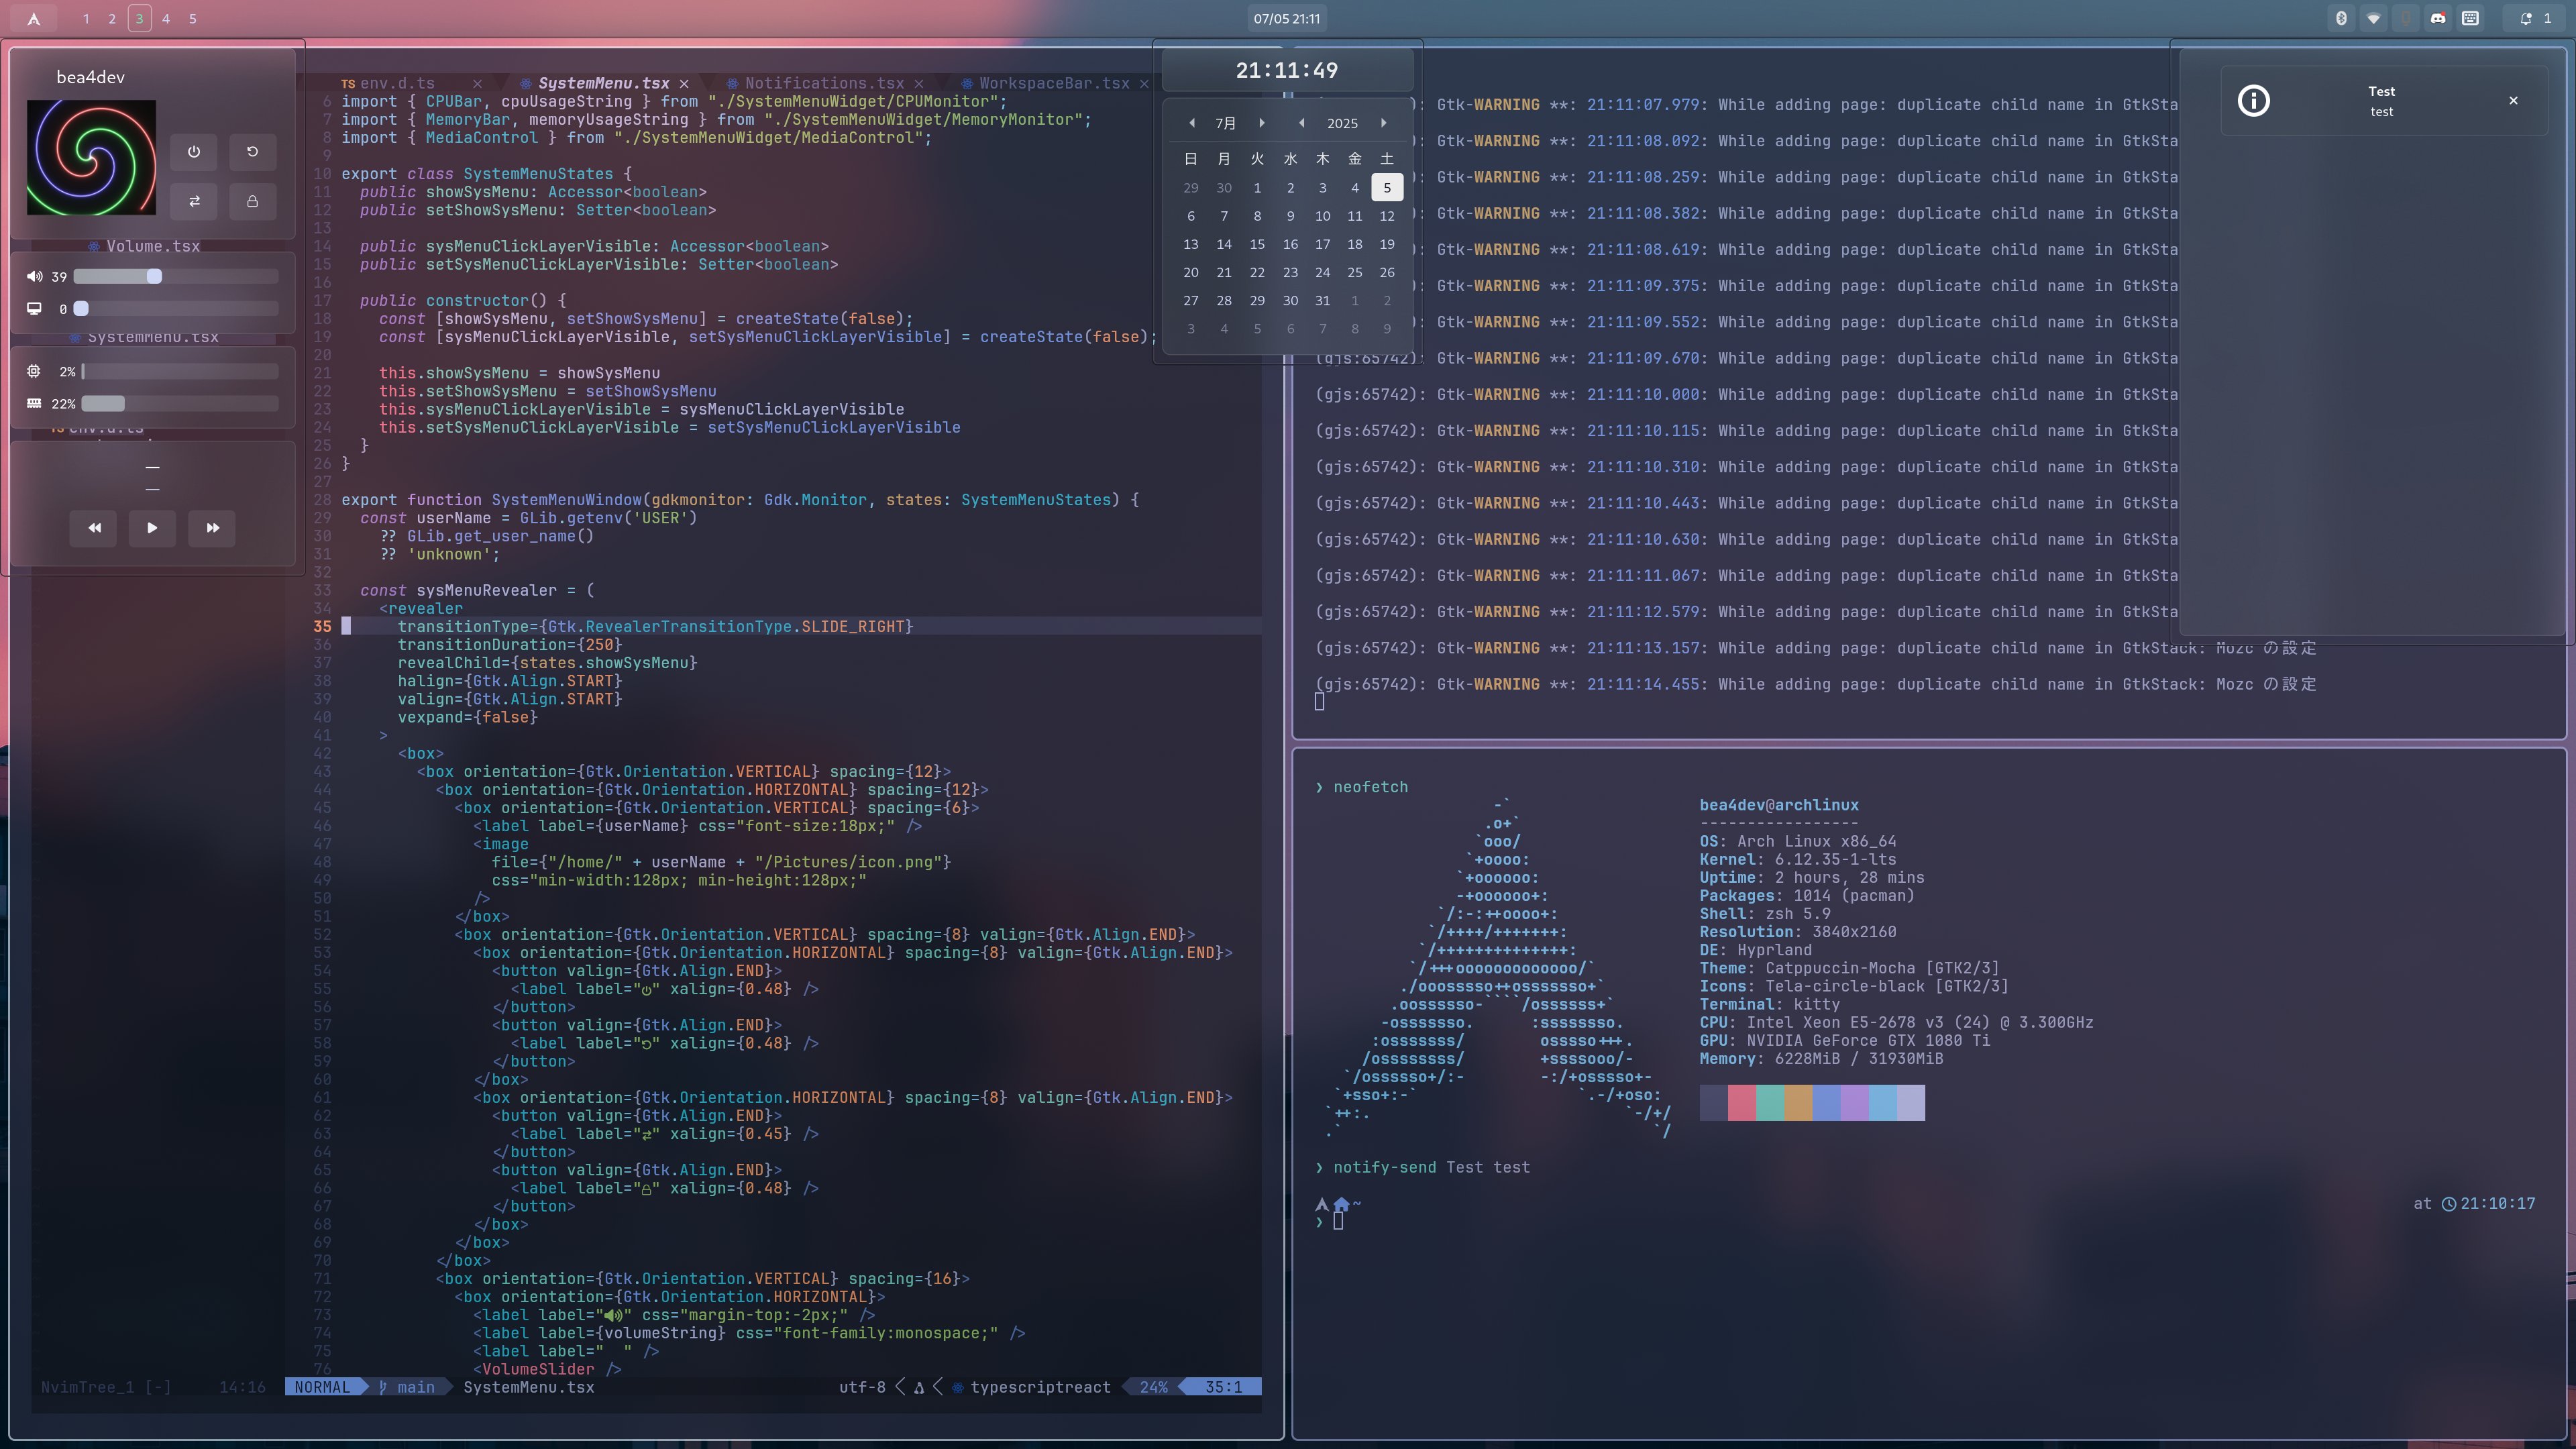 1 2 3 4 5
07/05 21:11
1
bea4dev
Volume.tsx
39
0
SystemMenu.tsx
2%
22%
env.d.ts
—
—
TS env.d.ts × SystemMenu.tsx × Notifications.tsx × WorkspaceBar.tsx ×
6 import { CPUBar, cpuUsageString } from "./SystemMenuWidget/CPUMonitor";
7 import { MemoryBar, memoryUsageString } from "./SystemMenuWidget/MemoryMonitor";
8 import { MediaControl } from "./SystemMenuWidget/MediaControl";
9
10 export class SystemMenuStates {
11 public showSysMenu: Accessor<boolean>
12 public setShowSysMenu: Setter<boolean>
13
14 public sysMenuClickLayerVisible: Accessor<boolean>
15 public setSysMenuClickLayerVisible: Setter<boolean>
16
17 public constructor() {
18 const [showSysMenu, setShowSysMenu] = createState(false);
19 const [sysMenuClickLayerVisible, setSysMenuClickLayerVisible] = createState(false);
20
21 this.showSysMenu = showSysMenu
22 this.setShowSysMenu = setShowSysMenu
23 this.sysMenuClickLayerVisible = sysMenuClickLayerVisible
24 this.setSysMenuClickLayerVisible = setSysMenuClickLayerVisible
25 }
26 }
27
28 export function SystemMenuWindow(gdkmonitor: Gdk.Monitor, states: SystemMenuStates) {
29 const userName = GLib.getenv('USER')
30 ?? GLib.get_user_name()
31 ?? 'unknown';
32
33 const sysMenuRevealer = (
34 <revealer
35 transitionType={Gtk.RevealerTransitionType.SLIDE_RIGHT}
36 transitionDuration={250}
37 revealChild={states.showSysMenu}
38 halign={Gtk.Align.START}
39 valign={Gtk.Align.START}
40 vexpand={false}
41 >
42 <box>
43 <box orientation={Gtk.Orientation.VERTICAL} spacing={12}>
44 <box orientation={Gtk.Orientation.HORIZONTAL} spacing={12}>
45 <box orientation={Gtk.Orientation.VERTICAL} spacing={6}>
46 <label label={userName} css="font-size:18px;" />
47 <image
48 file={"/home/" + userName + "/Pictures/icon.png"}
49 css="min-width:128px; min-height:128px;"
50 />
51 </box>
52 <box orientation={Gtk.Orientation.VERTICAL} spacing={8} valign={Gtk.Align.END}>
53 <box orientation={Gtk.Orientation.HORIZONTAL} spacing={8} valign={Gtk.Align.END}>
54 <button valign={Gtk.Align.END}>
55 <label label="⏻" xalign={0.48} />
56 </button>
57 <button valign={Gtk.Align.END}>
58 <label label="" xalign={0.48} />
59 </button>
60 </box>
61 <box orientation={Gtk.Orientation.HORIZONTAL} spacing={8} valign={Gtk.Align.END}>
62 <button valign={Gtk.Align.END}>
63 <label label="⇄" xalign={0.45} />
64 </button>
65 <button valign={Gtk.Align.END}>
66 <label label="" xalign={0.48} />
67 </button>
68 </box>
69 </box>
70 </box>
71 <box orientation={Gtk.Orientation.VERTICAL} spacing={16}>
72 <box orientation={Gtk.Orientation.HORIZONTAL}>
73 <label label="" css="margin-top:-2px;" />
74 <label label={volumeString} css="font-family:monospace;" />
75 <label label="  " />
76 <VolumeSlider />
NvimTree_1 [-] 14:16 NORMAL main SystemMenu.tsx utf-8 typescriptreact 24% 35:1
21:11:49
7月 2025
日 月 火 水 木 金 土
29 30 1 2 3 4 5
6 7 8 9 10 11 12
13 14 15 16 17 18 19
20 21 22 23 24 25 26
27 28 29 30 31 1 2
3 4 5 6 7 8 9
): Gtk-WARNING **: 21:11:07.979: While adding page: duplicate child name in GtkSta
): Gtk-WARNING **: 21:11:08.092: While adding page: duplicate child name in GtkSta
): Gtk-WARNING **: 21:11:08.259: While adding page: duplicate child name in GtkSta
): Gtk-WARNING **: 21:11:08.382: While adding page: duplicate child name in GtkSta
): Gtk-WARNING **: 21:11:08.619: While adding page: duplicate child name in GtkSta
): Gtk-WARNING **: 21:11:09.375: While adding page: duplicate child name in GtkSta
): Gtk-WARNING **: 21:11:09.552: While adding page: duplicate child name in GtkSta
(gjs:65742): Gtk-WARNING **: 21:11:09.670: While adding page: duplicate child name in GtkSta
(gjs:65742): Gtk-WARNING **: 21:11:10.000: While adding page: duplicate child name in GtkSta
(gjs:65742): Gtk-WARNING **: 21:11:10.115: While adding page: duplicate child name in GtkSta
(gjs:65742): Gtk-WARNING **: 21:11:10.310: While adding page: duplicate child name in GtkSta
(gjs:65742): Gtk-WARNING **: 21:11:10.443: While adding page: duplicate child name in GtkSta
(gjs:65742): Gtk-WARNING **: 21:11:10.630: While adding page: duplicate child name in GtkSta
(gjs:65742): Gtk-WARNING **: 21:11:11.067: While adding page: duplicate child name in GtkSta
(gjs:65742): Gtk-WARNING **: 21:11:12.579: While adding page: duplicate child name in GtkSta
(gjs:65742): Gtk-WARNING **: 21:11:13.157: While adding page: duplicate child name in GtkStack: Mozc の設定
(gjs:65742): Gtk-WARNING **: 21:11:14.455: While adding page: duplicate child name in GtkStack: Mozc の設定
Test
test
❯ neofetch
-`
.o+`
`ooo/
`+oooo:
`+oooooo:
-+oooooo+:
`/:-:++oooo+:
`/++++/+++++++:
`/++++++++++++++:
`/+++ooooooooooooo/`
./ooosssso++osssssso+`
.oossssso-````/ossssss+`
-osssssso. :ssssssso.
:osssssss/ osssso+++.
/ossssssss/ +ssssooo/-
`/ossssso+/:- -:/+osssso+-
`+sso+:-` `.-/+oso:
`++:. `-/+/
.` `/
bea4dev@archlinux
-----------------
OS: Arch Linux x86_64
Kernel: 6.12.35-1-lts
Uptime: 2 hours, 28 mins
Packages: 1014 (pacman)
Shell: zsh 5.9
Resolution: 3840x2160
DE: Hyprland
Theme: Catppuccin-Mocha [GTK2/3]
Icons: Tela-circle-black [GTK2/3]
Terminal: kitty
CPU: Intel Xeon E5-2678 v3 (24) @ 3.300GHz
GPU: NVIDIA GeForce GTX 1080 Ti
Memory: 6228MiB / 31930MiB
❯ notify-send Test test
~ at 21:10:17
❯